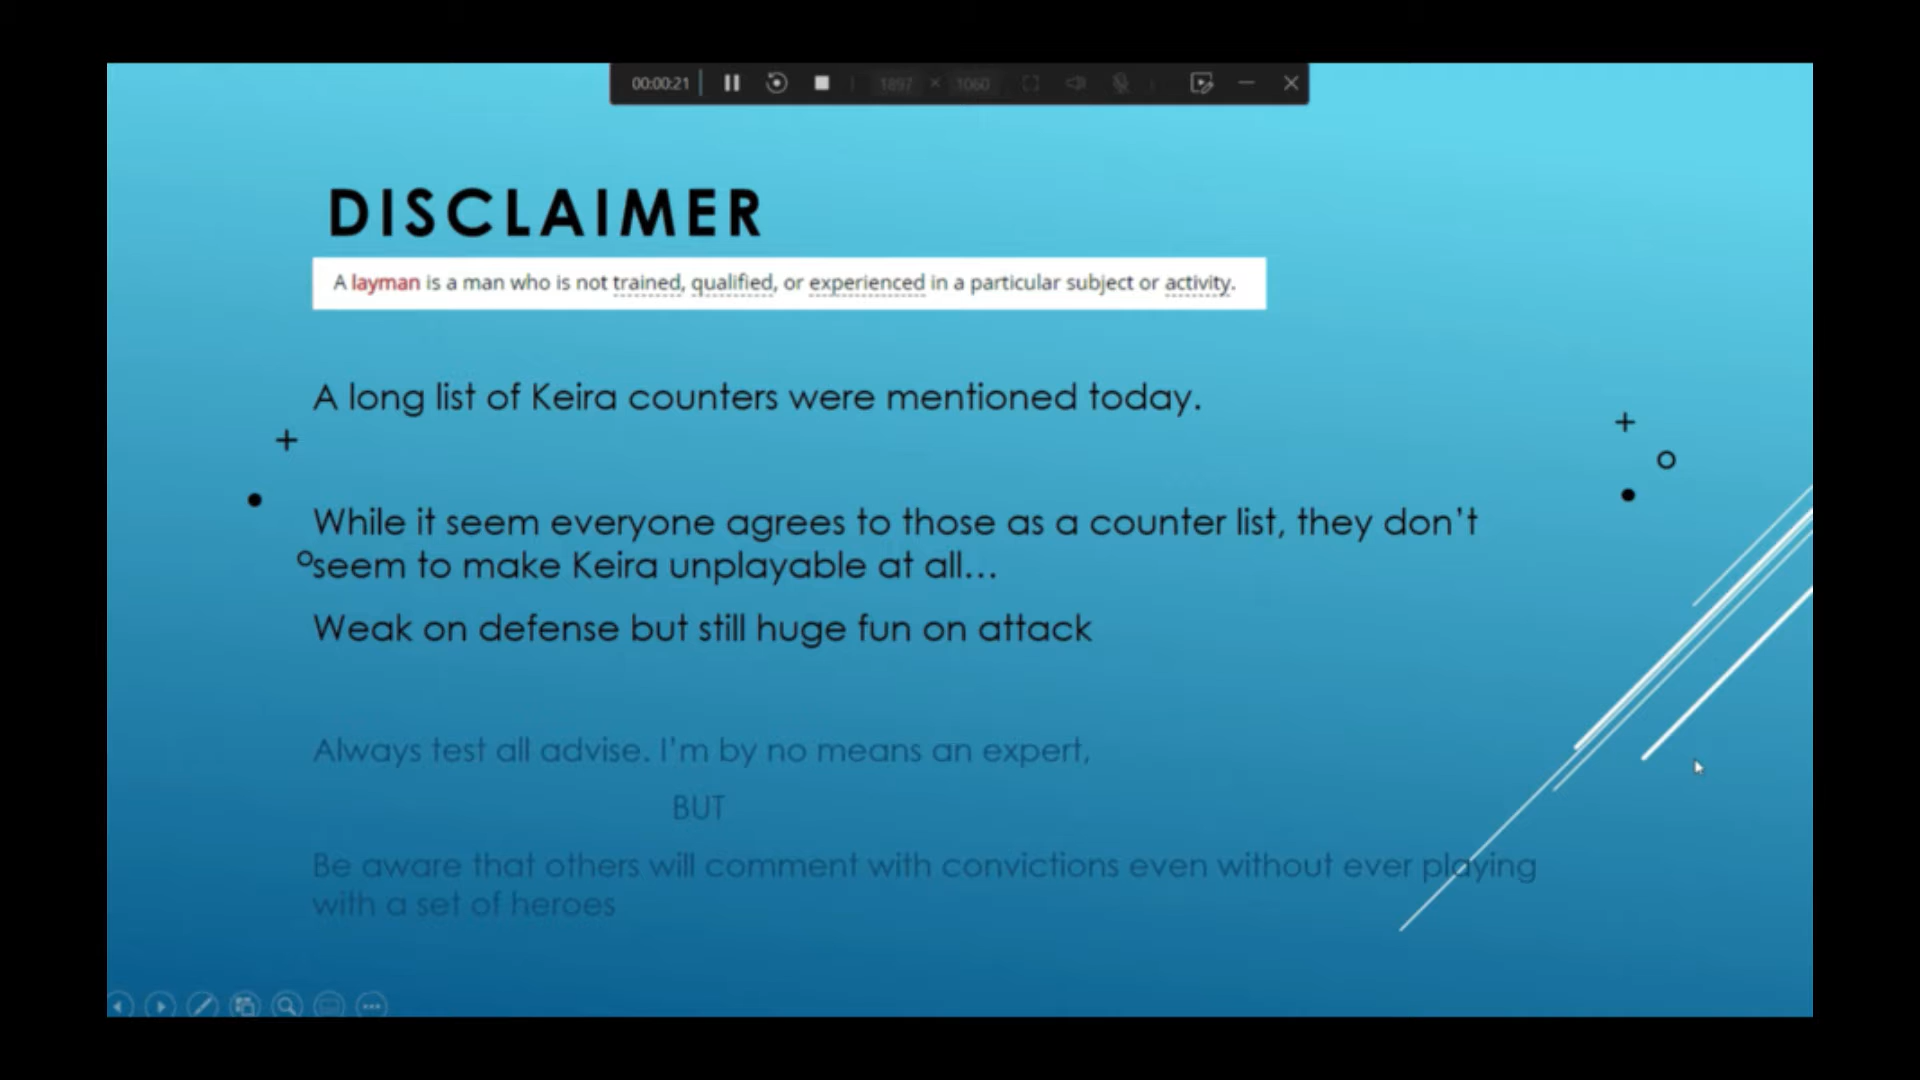 00:00:21 1897 × 1060
DISCLAIMER
A layman is a man who is not trained, qualified, or experienced in a particular subject or activity.
A long list of Keira counters were mentioned today.
While it seem everyone agrees to those as a counter list, they don't
seem to make Keira unplayable at all...
Weak on defense but still huge fun on attack
Always test all advise. I'm by no means an expert,
BUT
Be aware that others will comment with convictions even without ever playing
with a set of heroes